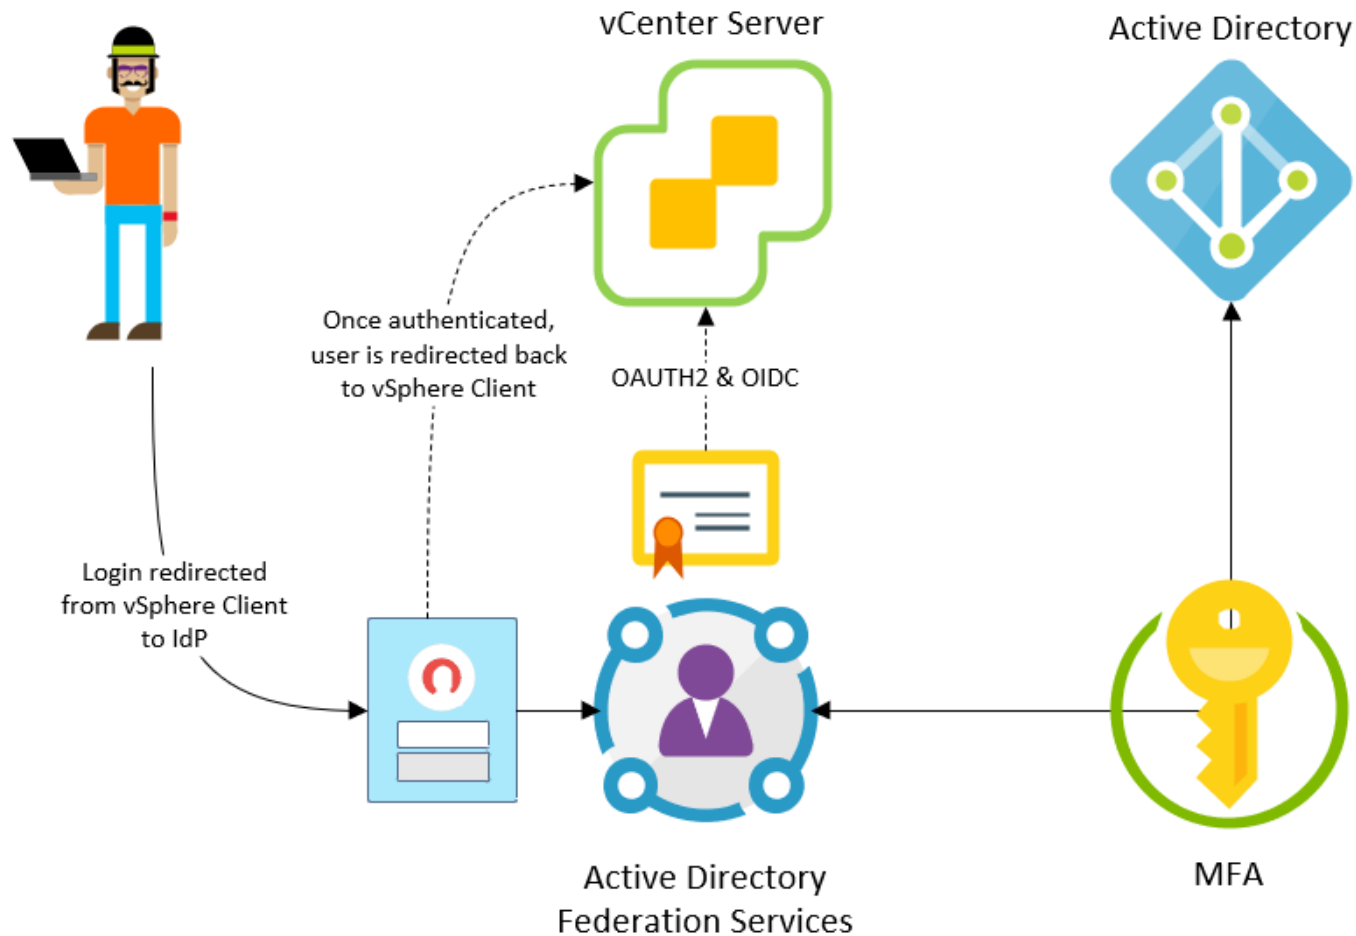 vCenter Server
Active Directory
Once authenticated,
user is redirected back
to vSphere Client
OAUTH2 & OIDC
Login redirected
from vSphere Client
to IdP
Active Directory
Federation Services
MFA